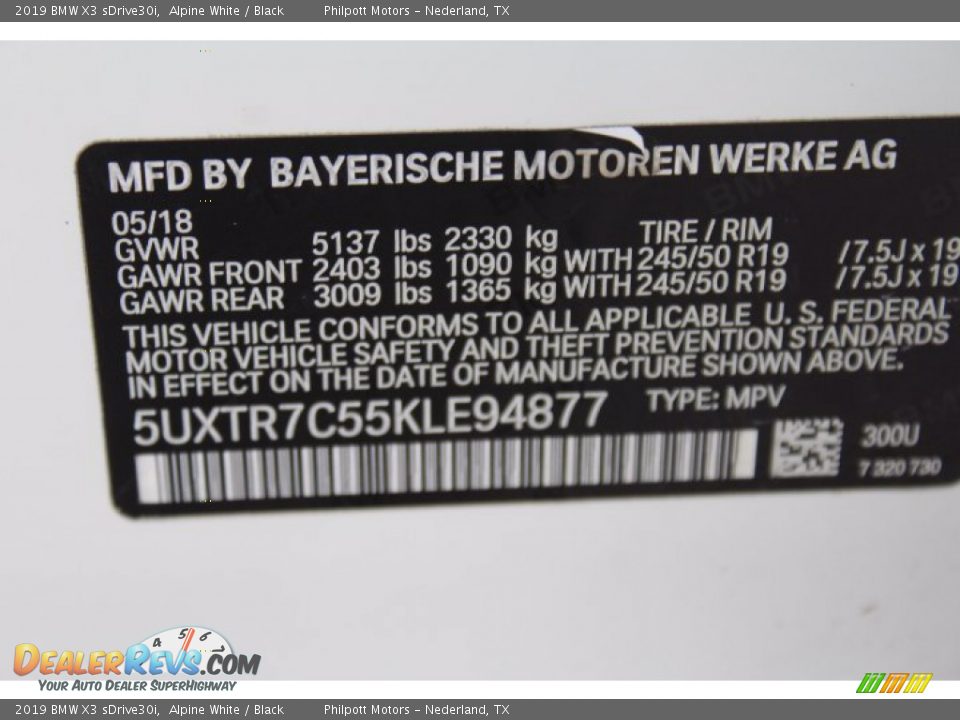 2019 BMW X3 sDrive30i, Alpine White / Black Philpott Motors - Nederland, TX
MFD BY BAYERISCHE MOTOREN WERKE AG
05/18 TIRE / RIM
GVWR 5137 lbs 2330 kg
GAWR FRONT 2403 lbs 1090 kg WITH 245/50 R19 /7.5J x 19
GAWR REAR 3009 lbs 1365 kg WITH 245/50 R19 /7.5J x 19
THIS VEHICLE CONFORMS TO ALL APPLICABLE U. S. FEDERAL
MOTOR VEHICLE SAFETY AND THEFT PREVENTION STANDARDS
IN EFFECT ON THE DATE OF MANUFACTURE SHOWN ABOVE.
5UXTR7C55KLE94877 TYPE: MPV
300U
7 320 730
4 5 6 7
DEALERREVS.COM
YOUR AUTO DEALER SUPERHIGHWAY
2019 BMW X3 sDrive30i, Alpine White / Black Philpott Motors - Nederland, TX